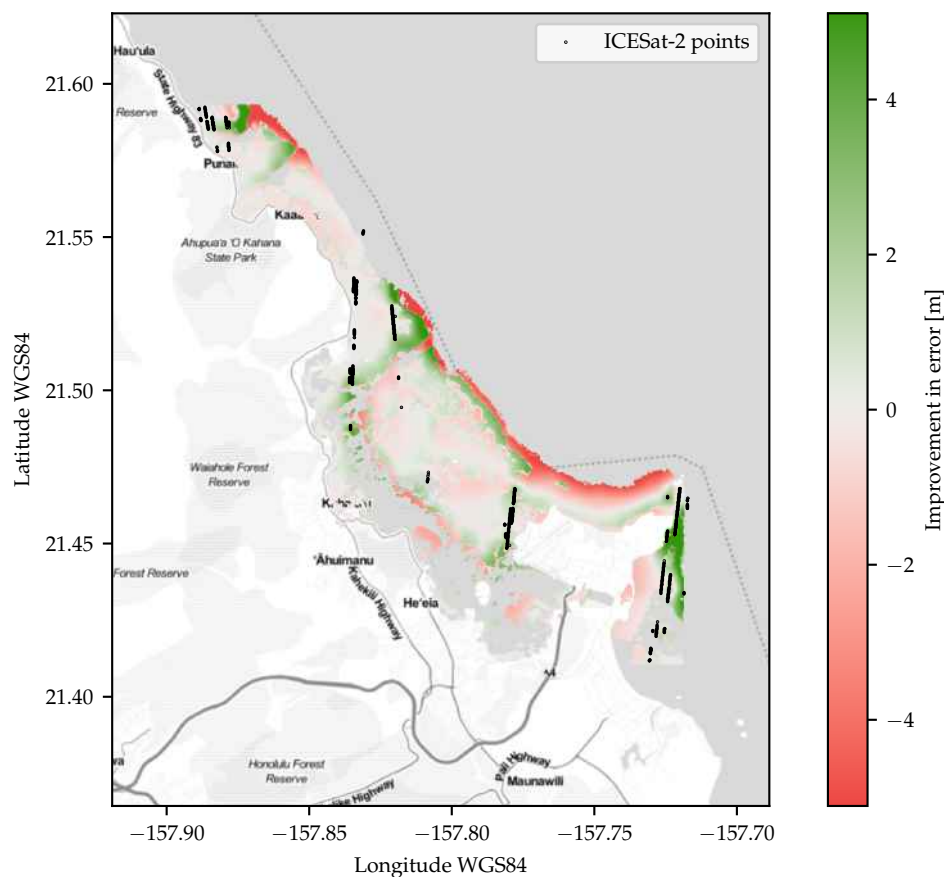 ICESat-2 points
Hau'ula
State Highway 83
Reserve
Ahupua'a 'O Kahana
State Park
Waiahole Forest
Reserve
'Āhuimanu
Forest Reserve
Kahekili Highway
He'eia
Honolulu Forest
Reserve
Pali Highway
Maunawili
21.60
21.55
21.50
21.45
21.40
Latitude WGS84
−157.90
−157.85
−157.80
−157.75
−157.70
Longitude WGS84
4
2
0
−2
−4
Improvement in error [m]